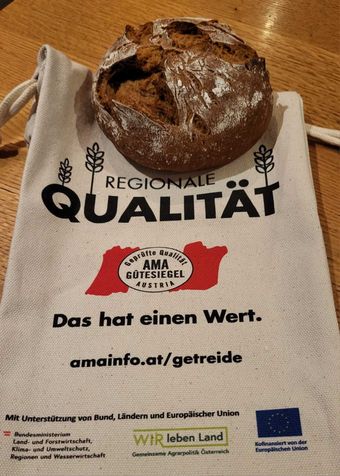 REGIONALE
QUALITÄT
Geprüfte Qualität
AMA
GÜTESIEGEL
AUSTRIA
Das hat einen Wert.
amainfo.at/getreide
Mit Unterstützung von Bund, Ländern und Europäischer Union
Bundesministerium
Land- und Forstwirtschaft,
Klima- und Umweltschutz,
Regionen und Wasserwirtschaft
WIR leben Land
Gemeinsame Agrarpolitik Österreich
Kofinanziert von der
Europäischen Union